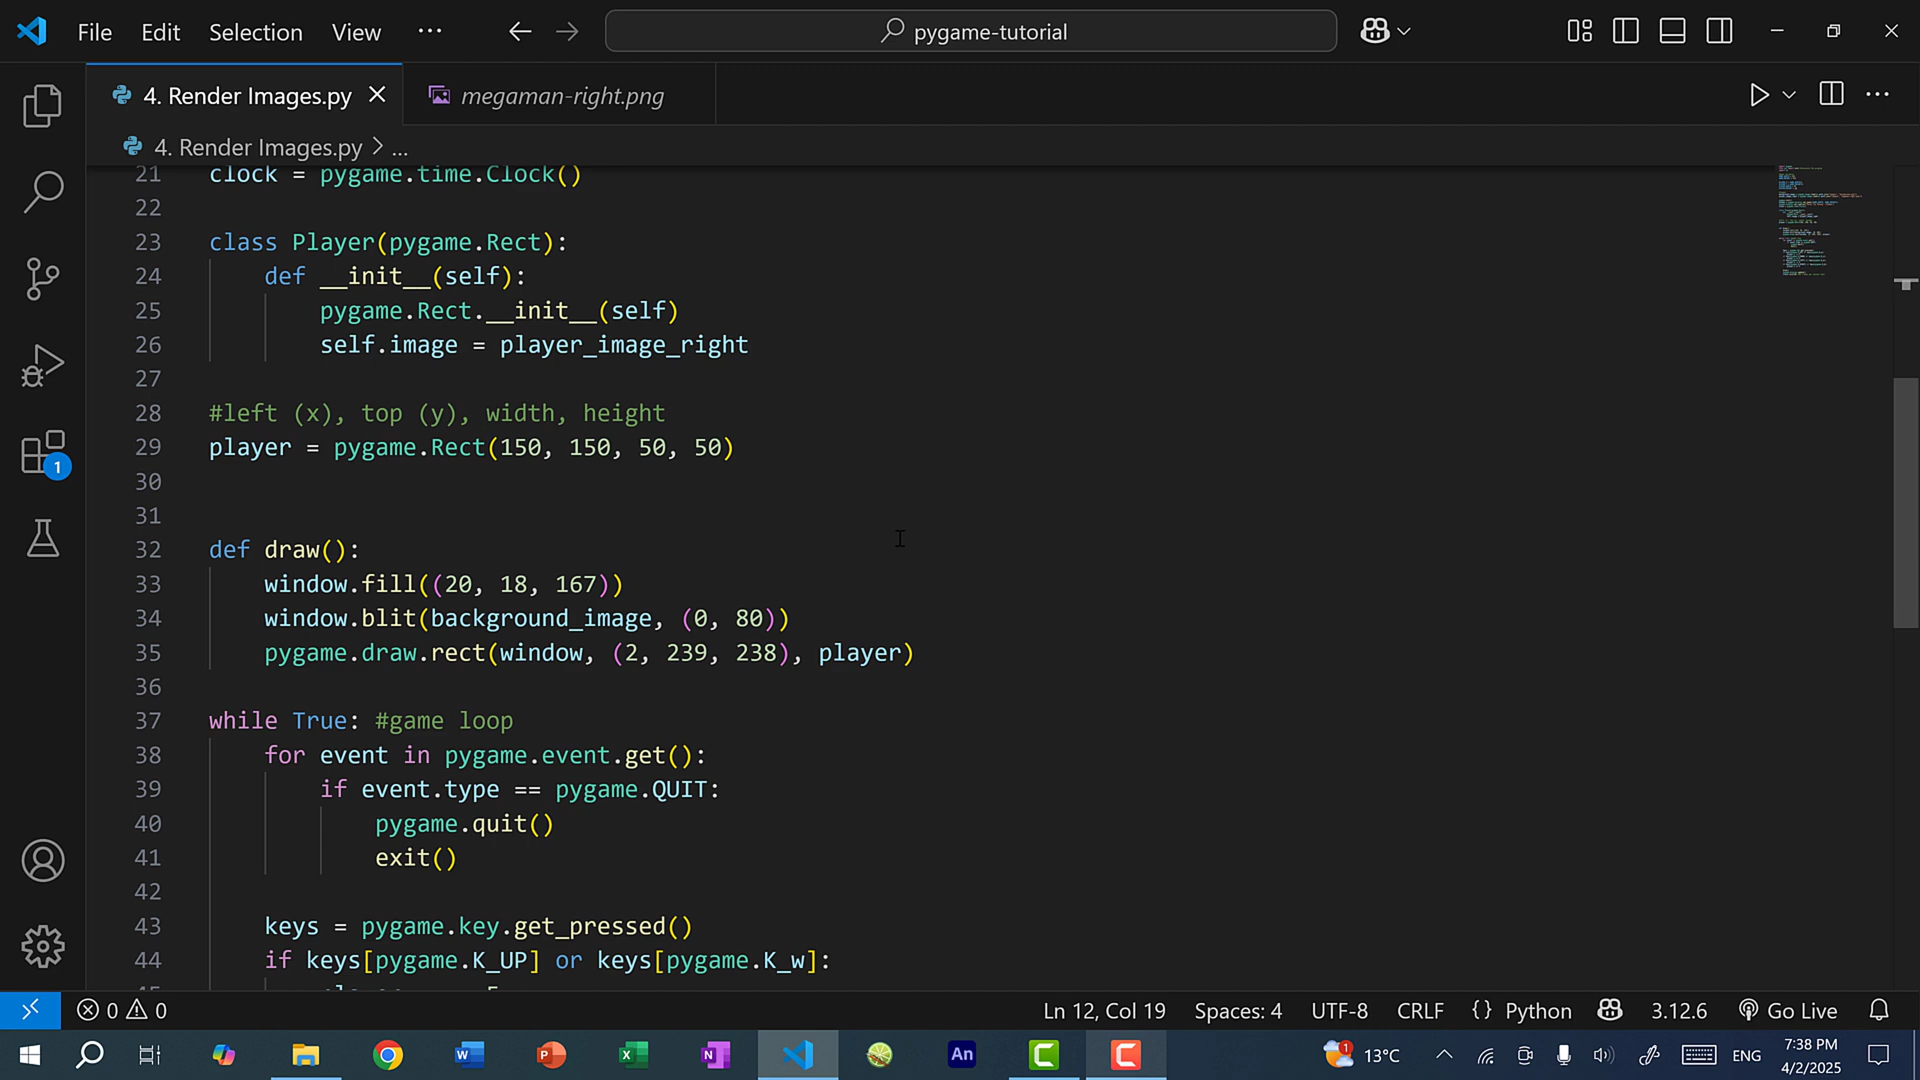 File Edit Selection View ··· pygame-tutorial
4. Render Images.py megaman-right.png
4. Render Images.py > ...
21 clock = pygame.time.Clock()
22
23 class Player(pygame.Rect):
24 def __init__(self):
25 pygame.Rect.__init__(self)
26 self.image = player_image_right
27
28 #left (x), top (y), width, height
29 player = pygame.Rect(150, 150, 50, 50)
30
31
32 def draw():
33 window.fill((20, 18, 167))
34 window.blit(background_image, (0, 80))
35 pygame.draw.rect(window, (2, 239, 238), player)
36
37 while True: #game loop
38 for event in pygame.event.get():
39 if event.type == pygame.QUIT:
40 pygame.quit()
41 exit()
42
43 keys = pygame.key.get_pressed()
44 if keys[pygame.K_UP] or keys[pygame.K_w]:
1
0 0 Ln 12, Col 19 Spaces: 4 UTF-8 CRLF {} Python 3.12.6 Go Live
An 1 13°C ENG 7:38 PM
4/2/2025